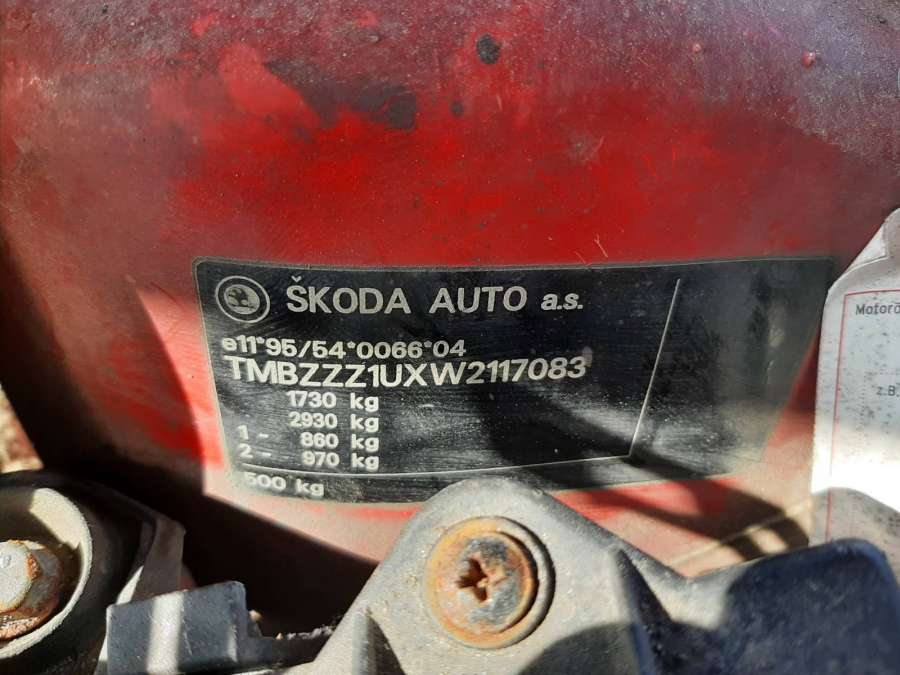 ŠKODA AUTO a.s.
e11*95/54*0066*04
TMBZZZ1UXW2117083
1730 kg
2930 kg
1 - 860 kg
2 - 970 kg
500 kg
Motorö
z.B.